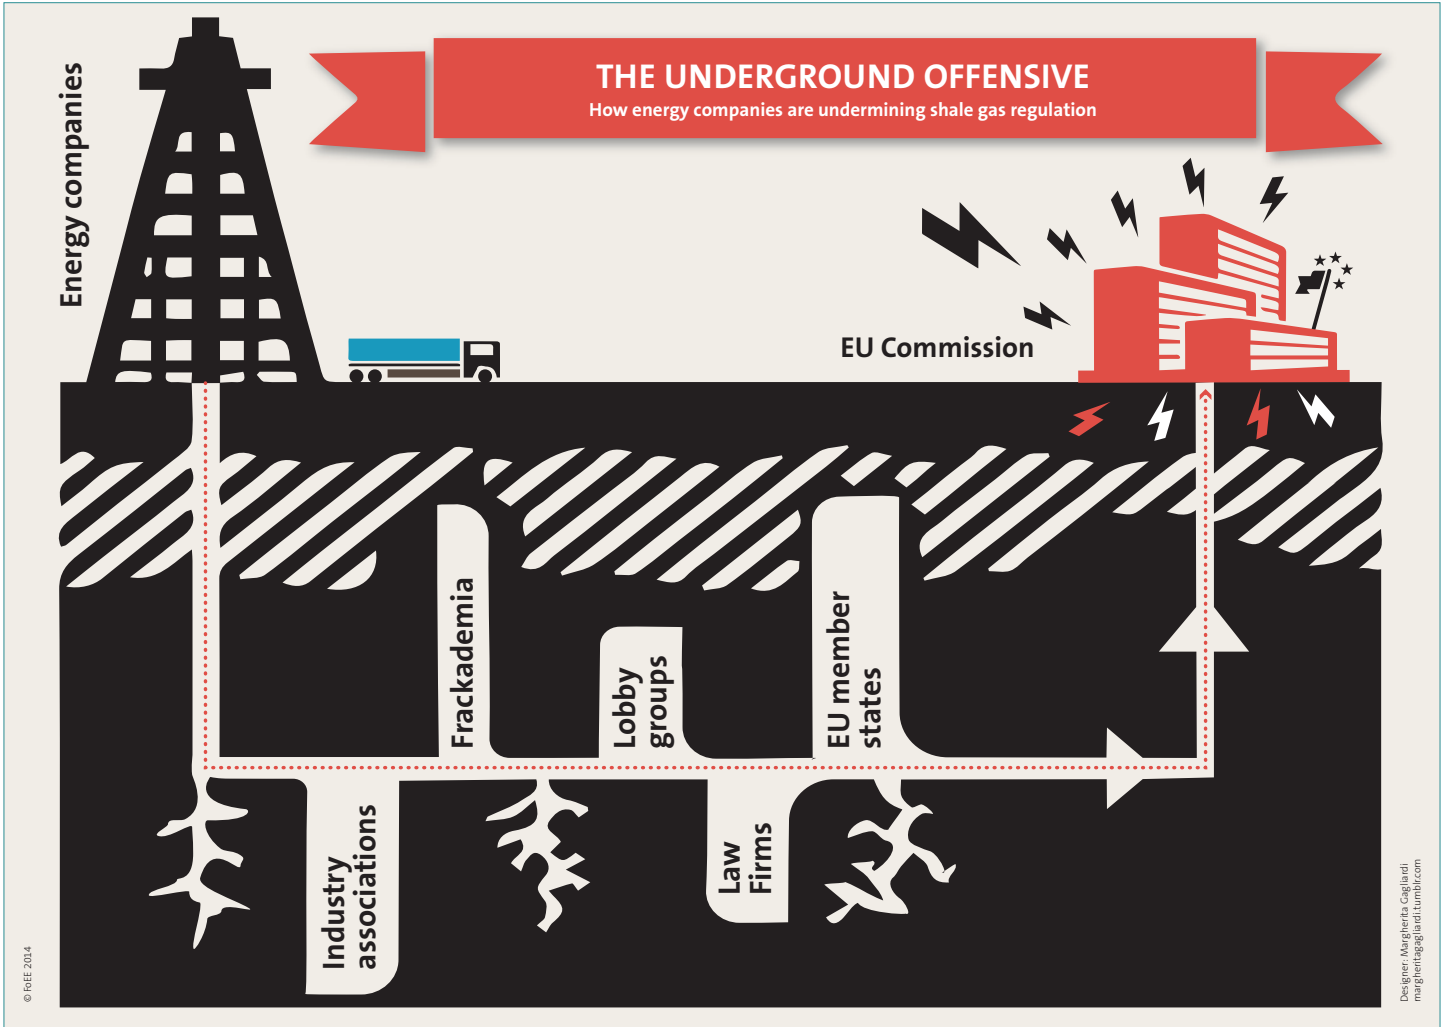 THE UNDERGROUND OFFENSIVE
How energy companies are undermining shale gas regulation
Energy companies
EU Commission
Frackademia
Lobby
groups
EU member
states
Industry
associations
Law
Firms
© FoEE 2014
Designer: Margherita Gagliardi
margheritagagliardi.tumblr.com